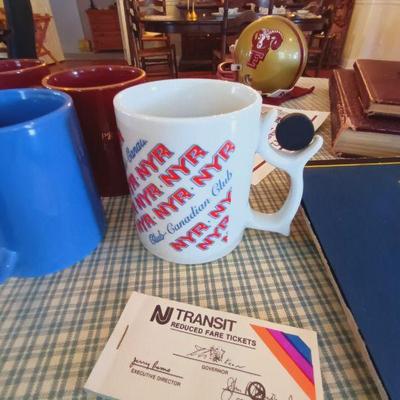 Canadi
NYR·NYR
NYR·NYR
NYR·NYR·
Club·Canadian Club
NYR·NYR
NYR
NJ TRANSIT
REDUCED FARE TICKETS
EXECUTIVE DIRECTOR
GOVERNOR